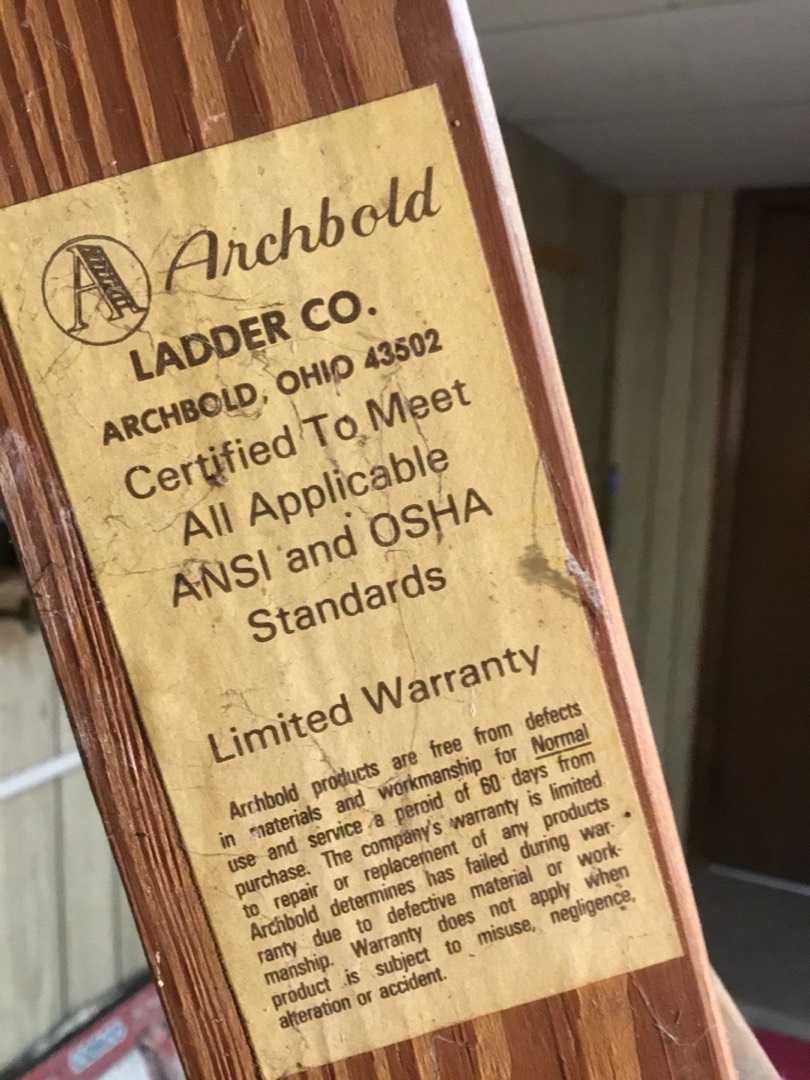 A Archbold
LADDER CO.
ARCHBOLD, OHIO 43502
Certified To Meet
All Applicable
ANSI and OSHA
Standards
Limited Warranty
Archbold products are free from defects
in materials and workmanship for Normal
use and service a peroid of 60 days from
purchase. The company's warranty is limited
to repair or replacement of any products
Archbold determines has failed during war-
ranty due to defective material or work-
manship. Warranty does not apply when
product is subject to misuse, negligence,
alteration or accident.